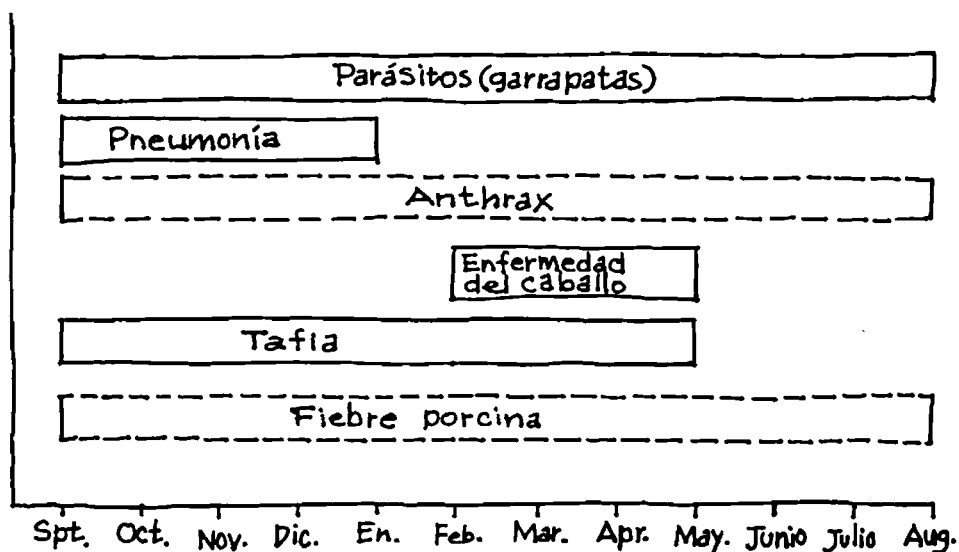 Parásitos (garrapatas)
Pneumonía
Anthrax
Enfermedad
del caballo
Tafia
Fiebre porcina
Spt. Oct. Nov. Dic. En. Feb. Mar. Apr. May. Junio Julio Aug.